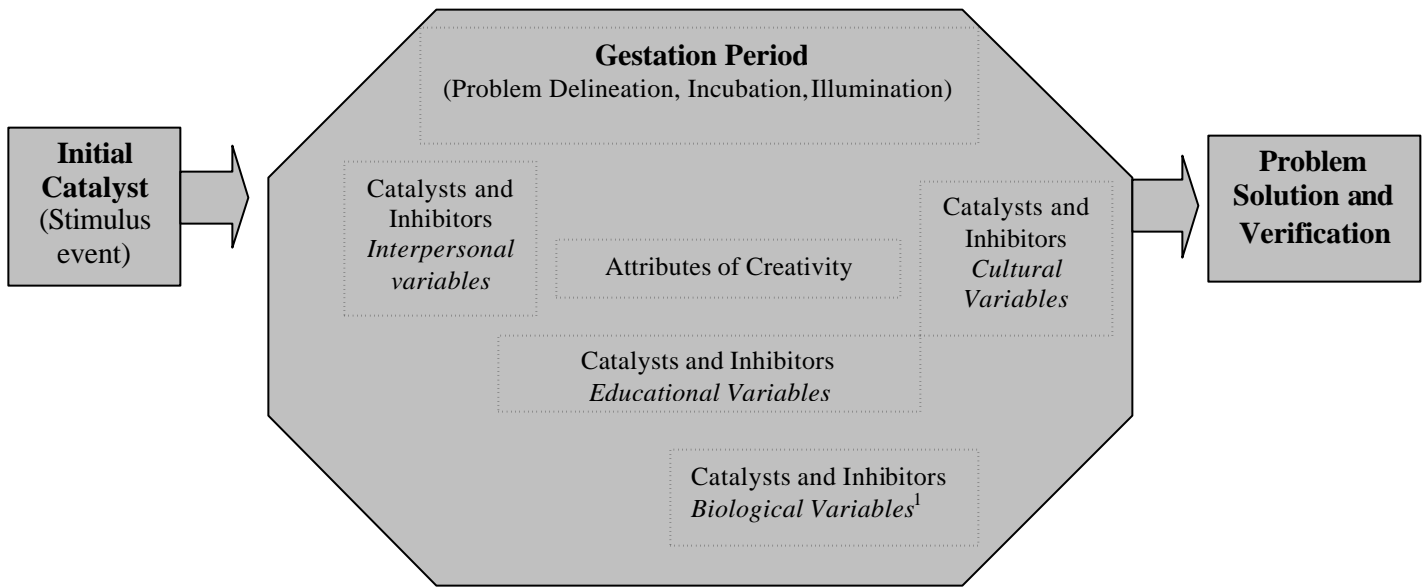 Gestation Period
(Problem Delineation, Incubation, Illumination)
Initial
Catalyst
(Stimulus
event)
Catalysts and
Inhibitors
Interpersonal
variables
Attributes of Creativity
Catalysts and
Inhibitors
Cultural
Variables
Catalysts and Inhibitors
Educational Variables
Catalysts and Inhibitors
Biological Variables¹
Problem
Solution and
Verification